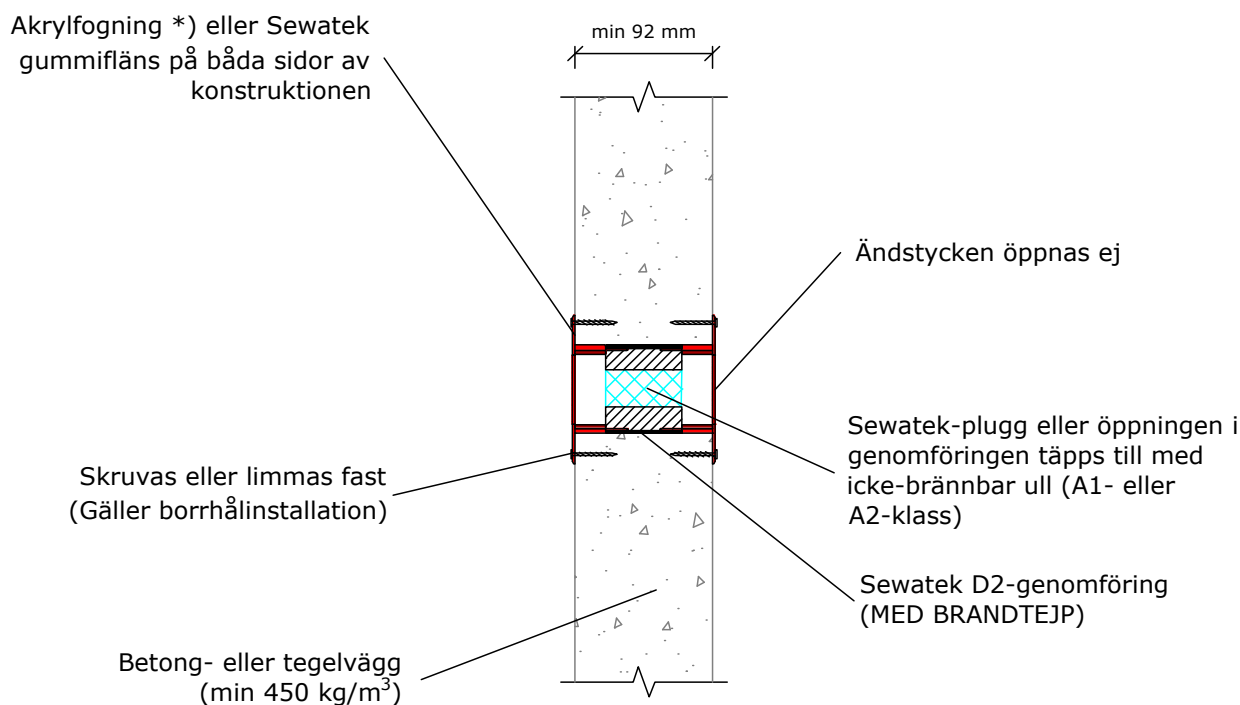 Akrylfogning *) eller Sewatek
gummifläns på båda sidor av
konstruktionen
min 92 mm
Ändstycken öppnas ej
Sewatek-plugg eller öppningen i
genomföringen täpps till med
icke-brännbar ull (A1- eller
A2-klass)
Skruvas eller limmas fast
(Gäller borrhålinstallation)
Sewatek D2-genomföring
(MED BRANDTEJP)
Betong- eller tegelvägg
(min 450 kg/m³)